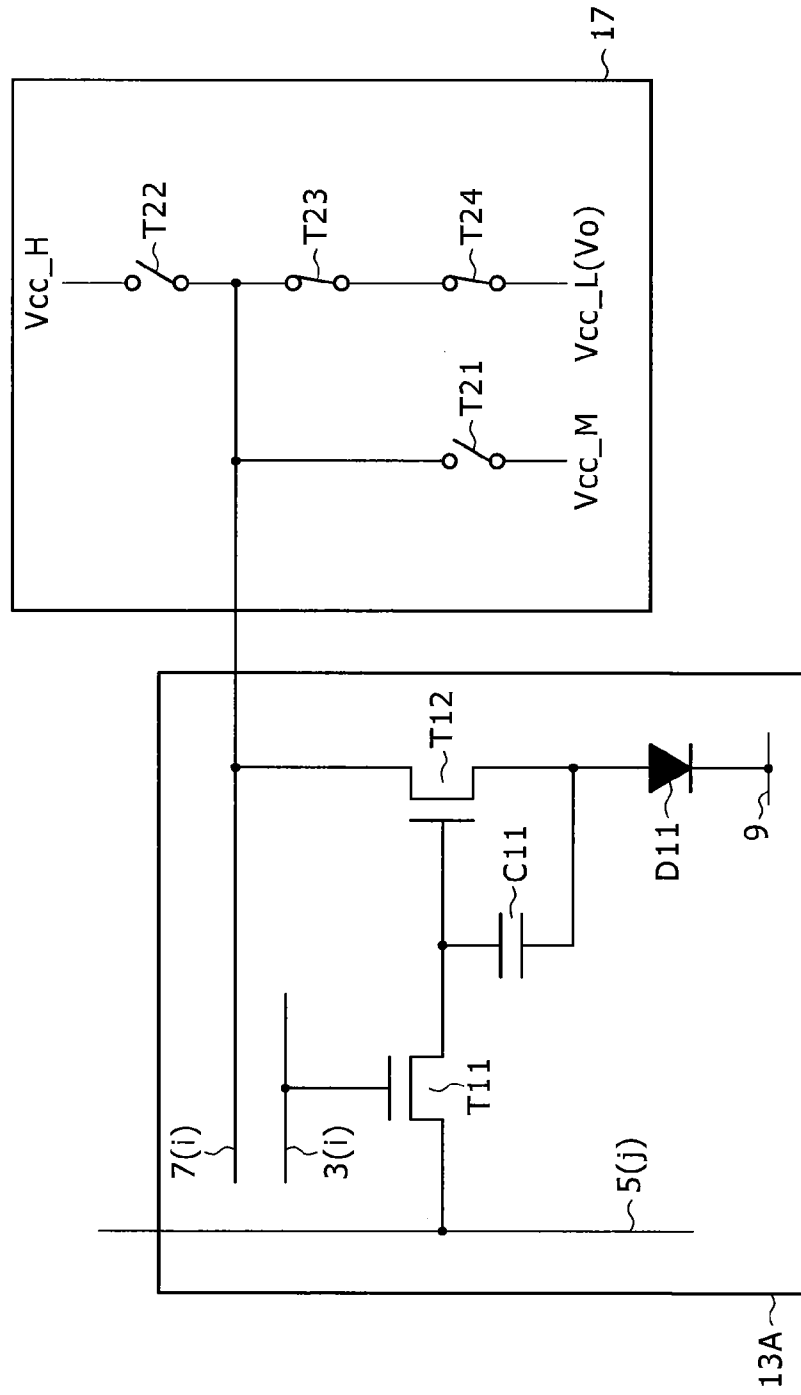 17
Vcc_H
T22
T23
T24
Vcc_L(Vo)
T21
Vcc_M
7(i)
3(i)
T12
C11
T11
D11
9
5(j)
13A